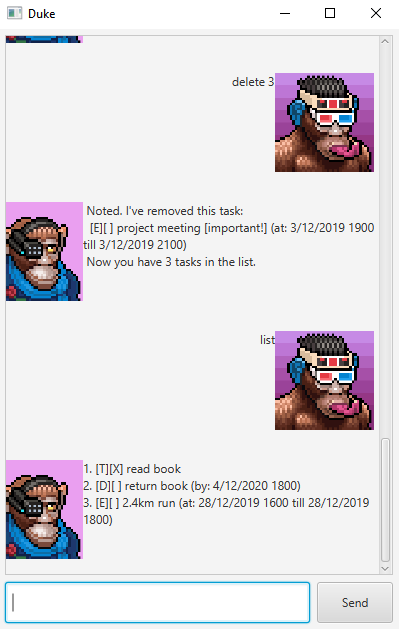 Duke
delete 3
Noted. I've removed this task:
[E][ ] project meeting [important!] (at: 3/12/2019 1900
till 3/12/2019 2100)
Now you have 3 tasks in the list.
list
1. [T][X] read book
2. [D][ ] return book (by: 4/12/2020 1800)
3. [E][ ] 2.4km run (at: 28/12/2019 1600 till 28/12/2019
1800)
Send